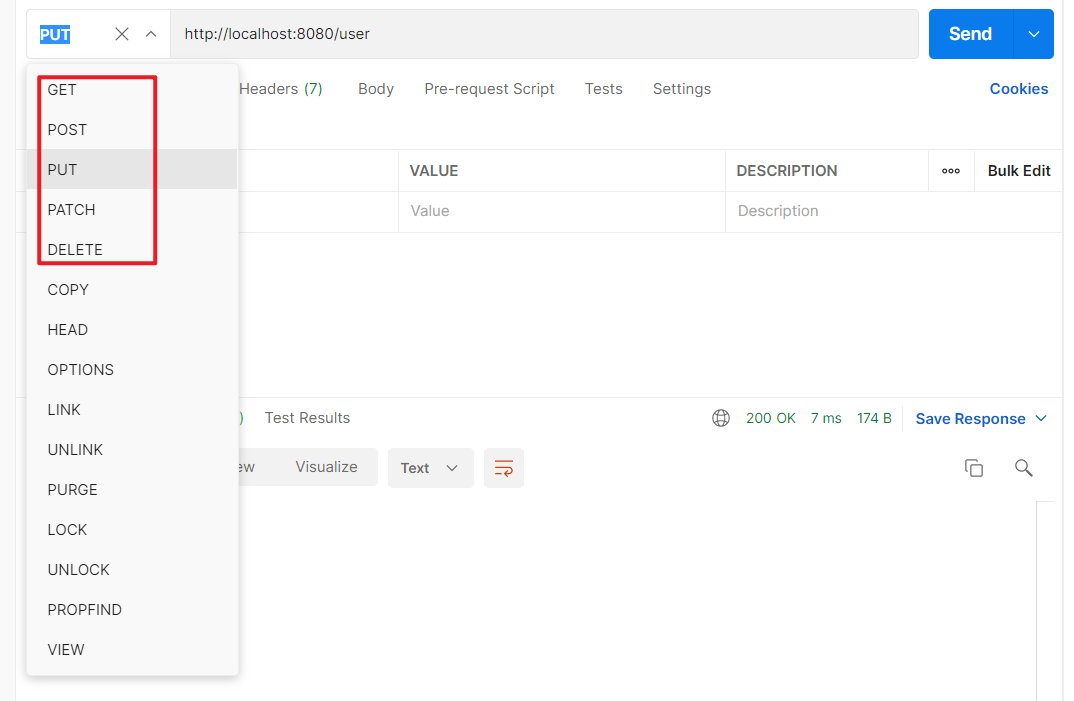 PUT http://localhost:8080/user Send
GET
Headers (7) Body Pre-request Script Tests Settings Cookies
POST
PUT
VALUE DESCRIPTION Bulk Edit
PATCH
Value Description
DELETE
COPY
HEAD
OPTIONS
LINK
) Test Results 200 OK 7 ms 174 B Save Response
UNLINK
ew Visualize Text
PURGE
LOCK
UNLOCK
PROPFIND
VIEW